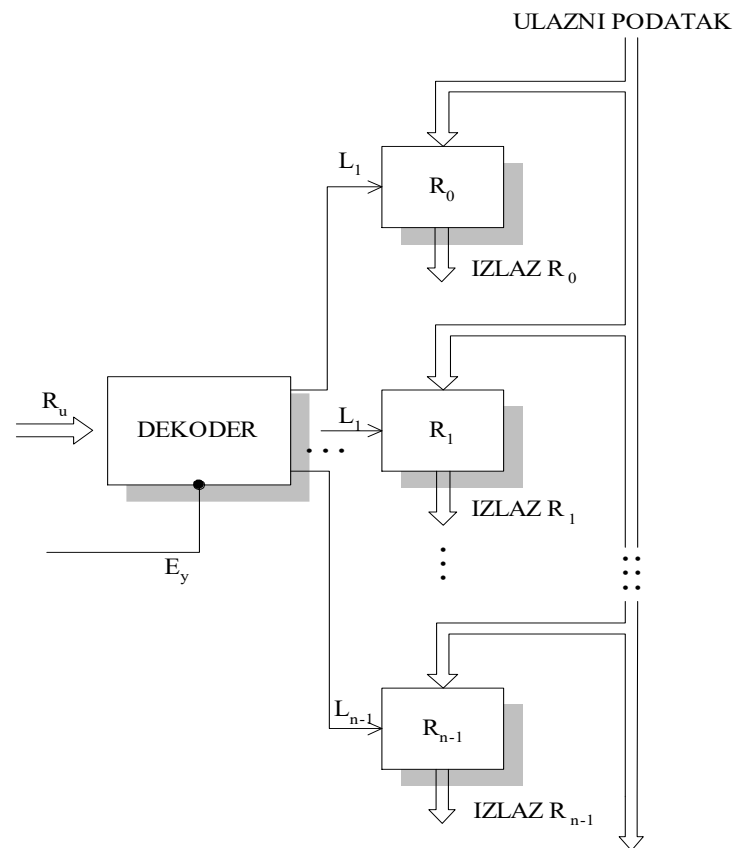 ULAZNI PODATAK
L₁
R₀
IZLAZ R₀
Rᵤ
DEKODER
L₁
R₁
IZLAZ R₁
E_y
Lₙ₋₁
Rₙ₋₁
IZLAZ Rₙ₋₁